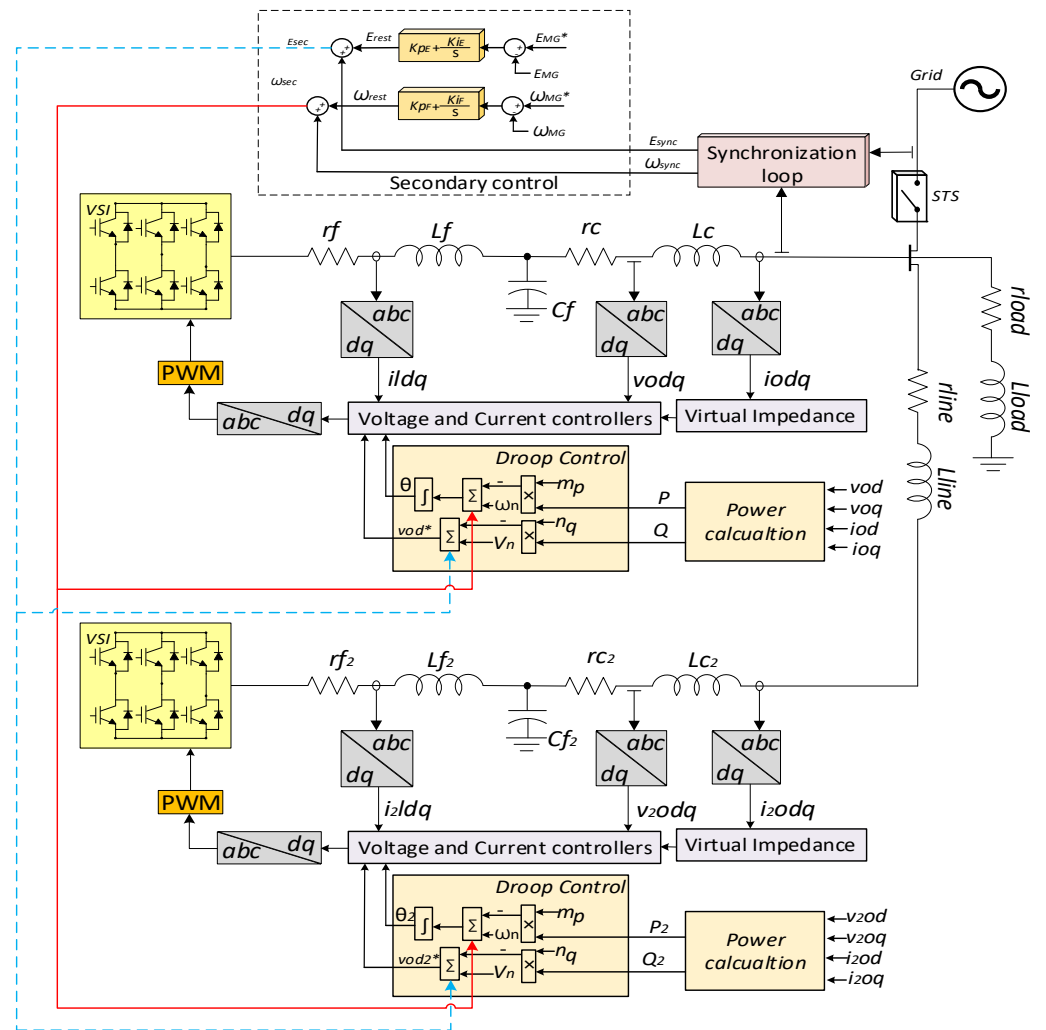 Esec
Erest
KpE+KiE/s
EMG*
EMG
ωsec
ωrest
KpF+KiF/s
ωMG*
ωMG
Esync
ωsync
Secondary control
Synchronization
loop
Grid
STS
VSI
rf
Lf
rc
Lc
Cf
abc
dq
abc
dq
abc
dq
ildq
vodq
iodq
PWM
abc
dq
Voltage and Current controllers
Virtual Impedance
rload
Lload
rline
Lline
Droop Control
θ
∫
Σ
-
ωn
×
mp
vod*
Σ
-
Vn
×
nq
P
Q
Power
calcualtion
vod
voq
iod
ioq
VSI
rf2
Lf2
rc2
Lc2
Cf2
abc
dq
abc
dq
abc
dq
i2ldq
v2odq
i2odq
PWM
abc
dq
Voltage and Current controllers
Virtual Impedance
Droop Control
θ2
∫
Σ
-
ωn
×
mp
vod2*
Σ
-
Vn
×
nq
P2
Q2
Power
calcualtion
v2od
v2oq
i2od
i2oq